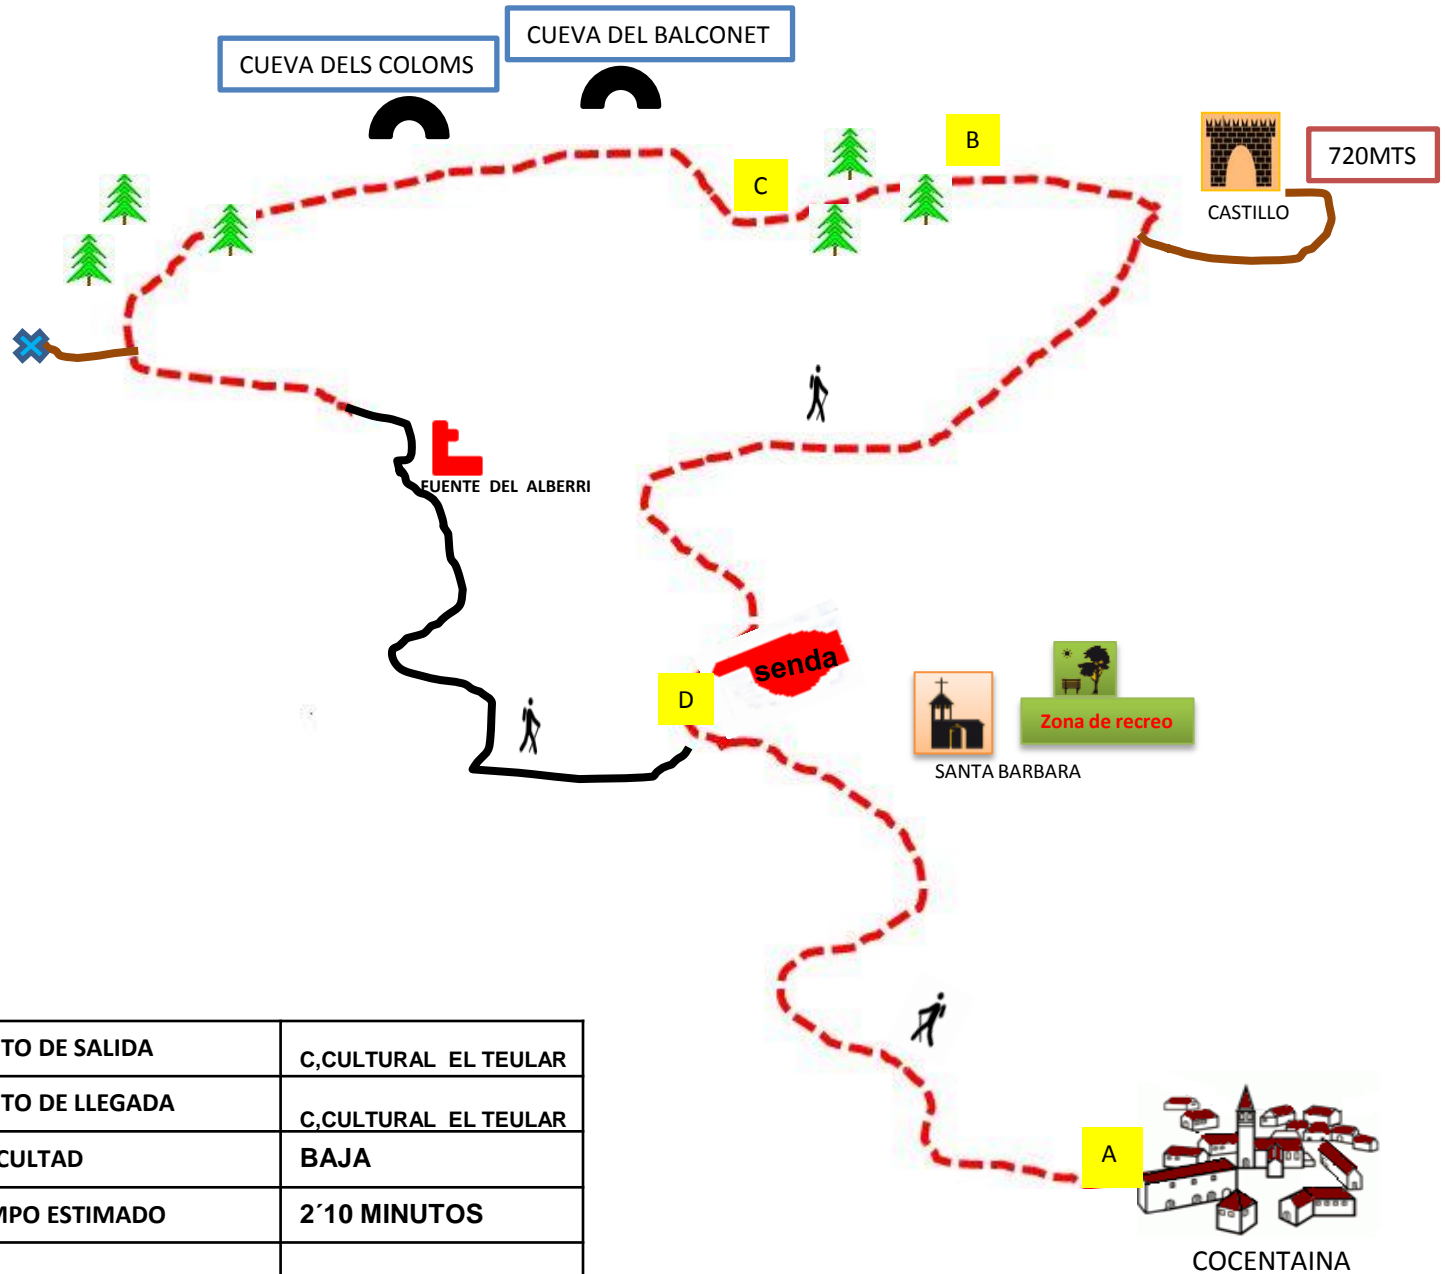 CUEVA DEL BALCONET
CUEVA DELS COLOMS
B
720MTS
C
CASTILLO
FUENTE DEL ALBERRI
senda
D
Zona de recreo
SANTA BARBARA
TO DE SALIDA
C,CULTURAL EL TEULAR
TO DE LLEGADA
C,CULTURAL EL TEULAR
CULTAD
BAJA
MPO ESTIMADO
2´10 MINUTOS
A
COCENTAINA